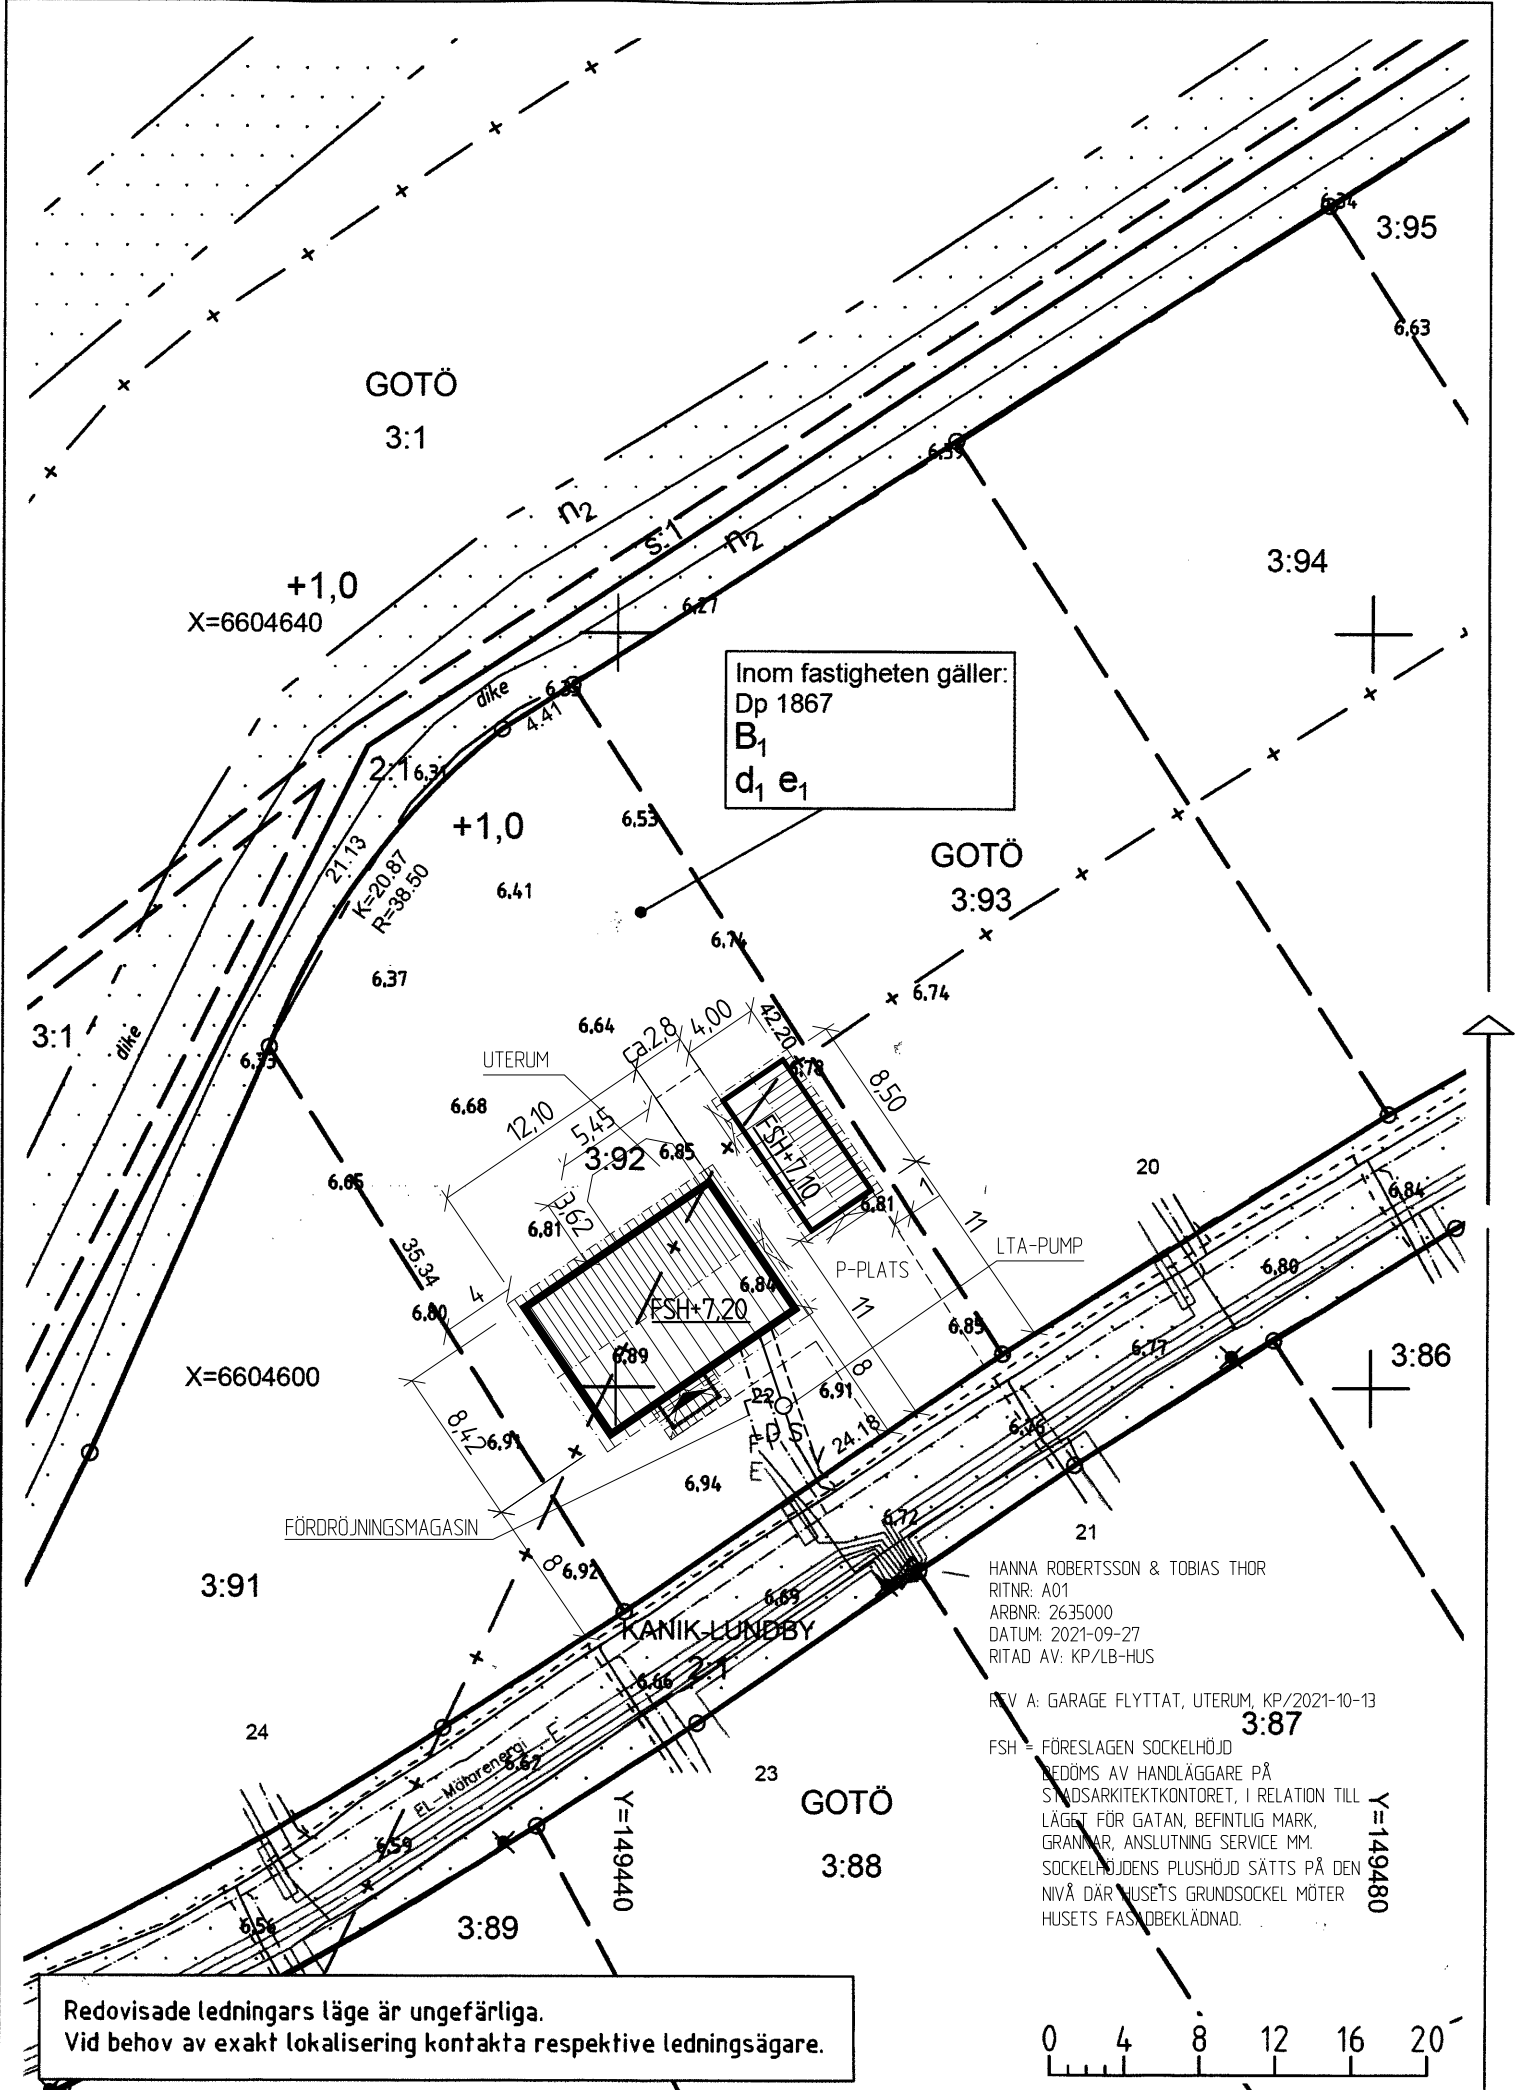 6.34
3:95
6.63
GOTÖ
3:1
6.59
n2
s:1
n2
3:94
+1,0
X=6604640
6.27
Inom fastigheten gäller:
Dp 1867
B1
d1 e1
dike
6.39
4.41
2:1
6.31
+1,0
6.53
21.13
K=20.87
R=38.50
6.41
GOTÖ
3:93
6.74
6.37
6.74
3:1
dike
6.33
6.64
ca.2,8
4,00
42.20
UTERUM
6.78
8,50
6.68
12,10
5,45
3:92
6.85
FSH+7,10
20
6.65
3,62
6.84
6.81
6.81
1
11
LTA-PUMP
35.34
4
P-PLATS
6.80
6.84
FSH+7,20
6.80
11
6.85
6.77
3:86
X=6604600
6.89
8
6.91
22
8,42
6.91
D S
24.18
F
E
6.76
6.94
6.72
FÖRDRÖJNINGSMAGASIN
21
8
6.92
3:91
6.69
HANNA ROBERTSSON & TOBIAS THOR
RITNR: A01
ARBNR: 2635000
DATUM: 2021-09-27
RITAD AV: KP/LB-HUS
KANIK-LUNDBY
2:1
6.66
REV A: GARAGE FLYTTAT, UTERUM, KP/2021-10-13
3:87
24
E
EL-Mälarenergi
6.62
23
FSH = FÖRESLAGEN SOCKELHÖJD
BEDÖMS AV HANDLÄGGARE PÅ
STADSARKITEKTKONTORET, I RELATION TILL
LÄGET FÖR GATAN, BEFINTLIG MARK,
GRANNAR, ANSLUTNING SERVICE MM.
SOCKELHÖJDENS PLUSHÖJD SÄTTS PÅ DEN
NIVÅ DÄR HUSETS GRUNDSOCKEL MÖTER
HUSETS FASADBEKLÄDNAD.
GOTÖ
3:88
Y=149440
Y=149480
6.59
6.56
3:89
Redovisade ledningars läge är ungefärliga.
Vid behov av exakt lokalisering kontakta respektive ledningsägare.
0 4 8 12 16 20